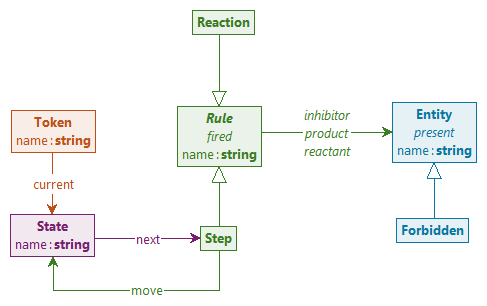 Reaction
Token
name:string
current
State
name:string
next
Rule
fired
name:string
Step
move
inhibitor
product
reactant
Entity
present
name:string
Forbidden